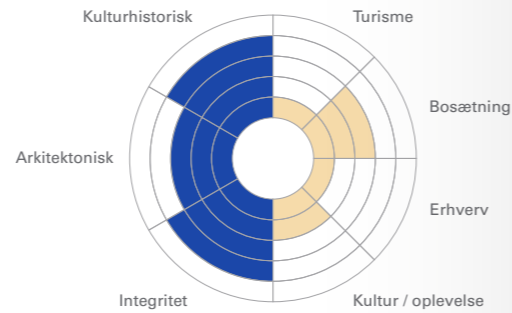 Kulturhistorisk
Turisme
Bosætning
Arkitektonisk
Erhverv
Integritet
Kultur / oplevelse